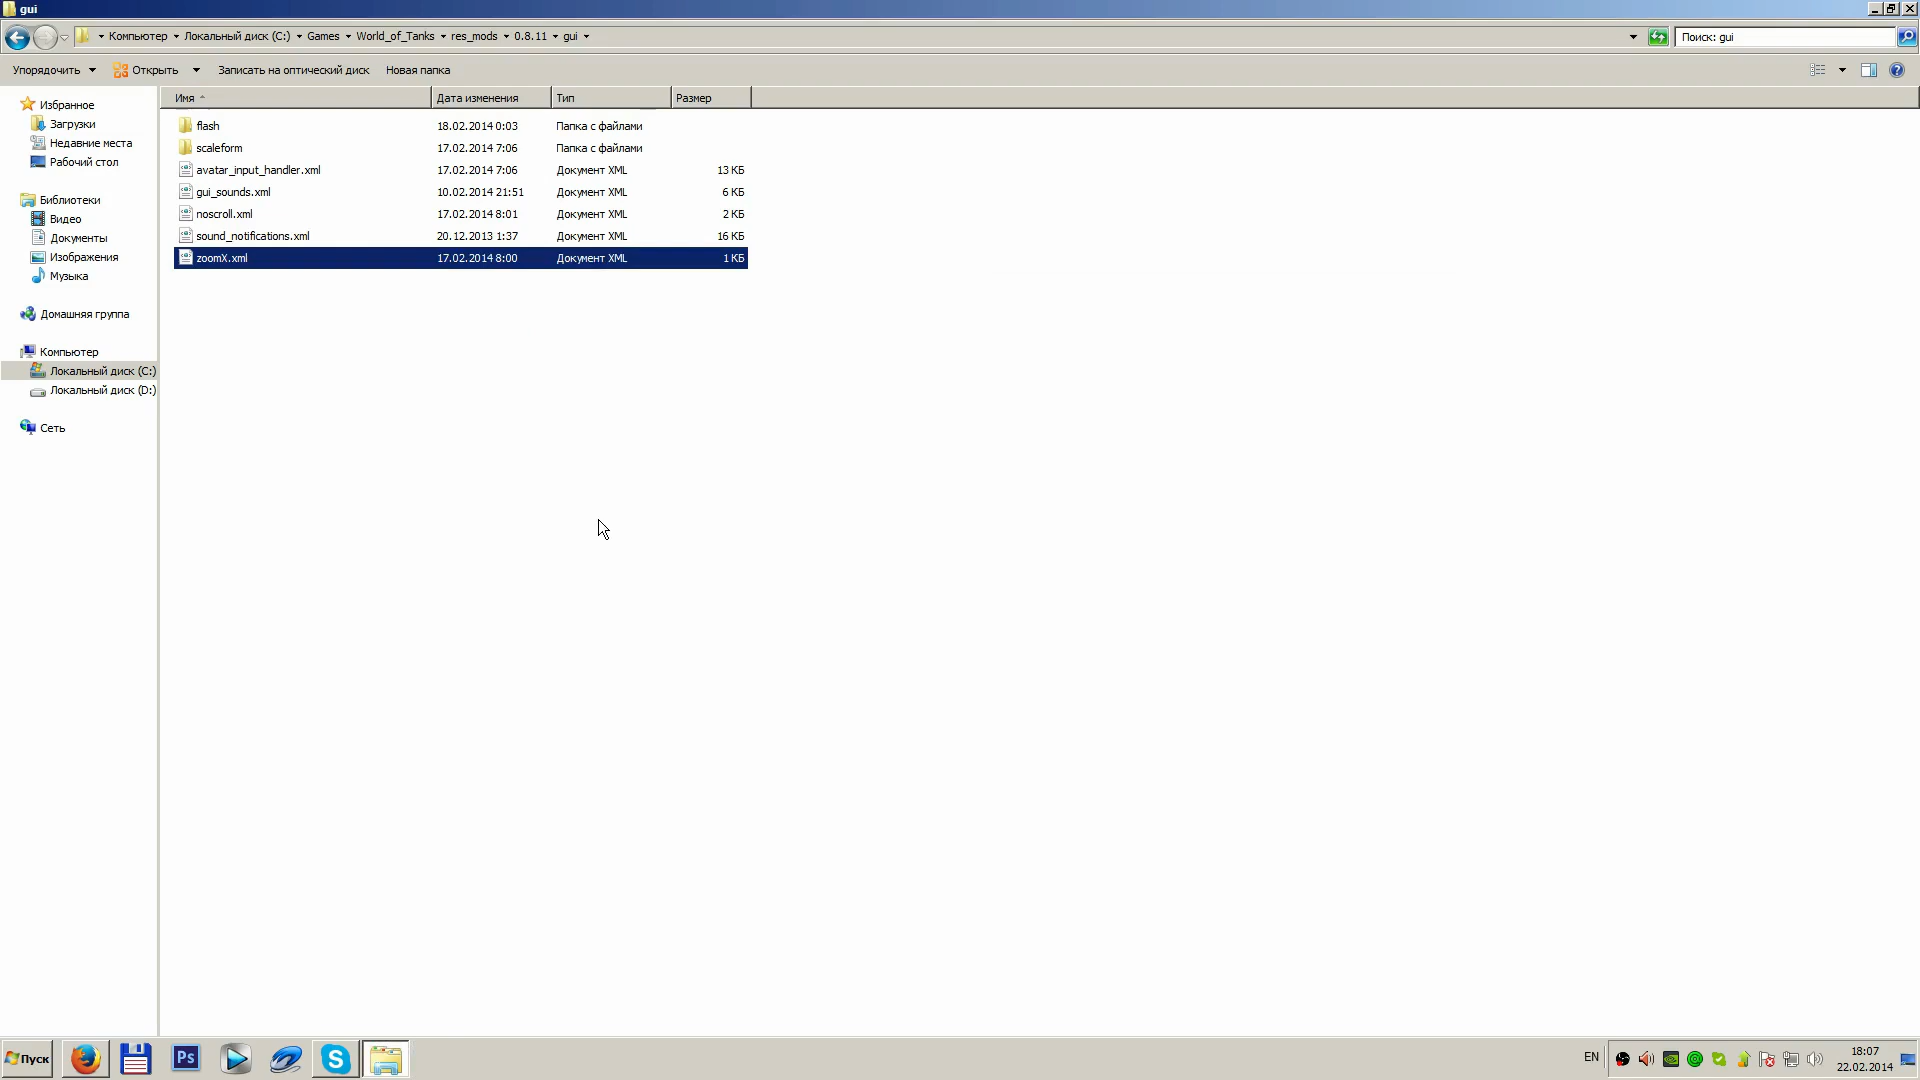 gui
Компьютер Локальный диск (C:) Games World_of_Tanks res_mods 0.8.11 gui
Поиск: gui
Упорядочить Открыть Записать на оптический диск Новая папка
Имя Дата изменения Тип Размер
flash 18.02.2014 0:03 Папка с файлами
scaleform 17.02.2014 7:06 Папка с файлами
avatar_input_handler.xml 17.02.2014 7:06 Документ XML 13 КБ
gui_sounds.xml 10.02.2014 21:51 Документ XML 6 КБ
noscroll.xml 17.02.2014 8:01 Документ XML 2 КБ
sound_notifications.xml 20.12.2013 1:37 Документ XML 16 КБ
zoomX.xml 17.02.2014 8:00 Документ XML 1 КБ
Избранное
Загрузки
Недавние места
Рабочий стол
Библиотеки
Видео
Документы
Изображения
Музыка
Домашняя группа
Компьютер
Локальный диск (C:)
Локальный диск (D:)
Сеть
Пуск
Ps
EN
18:07
22.02.2014